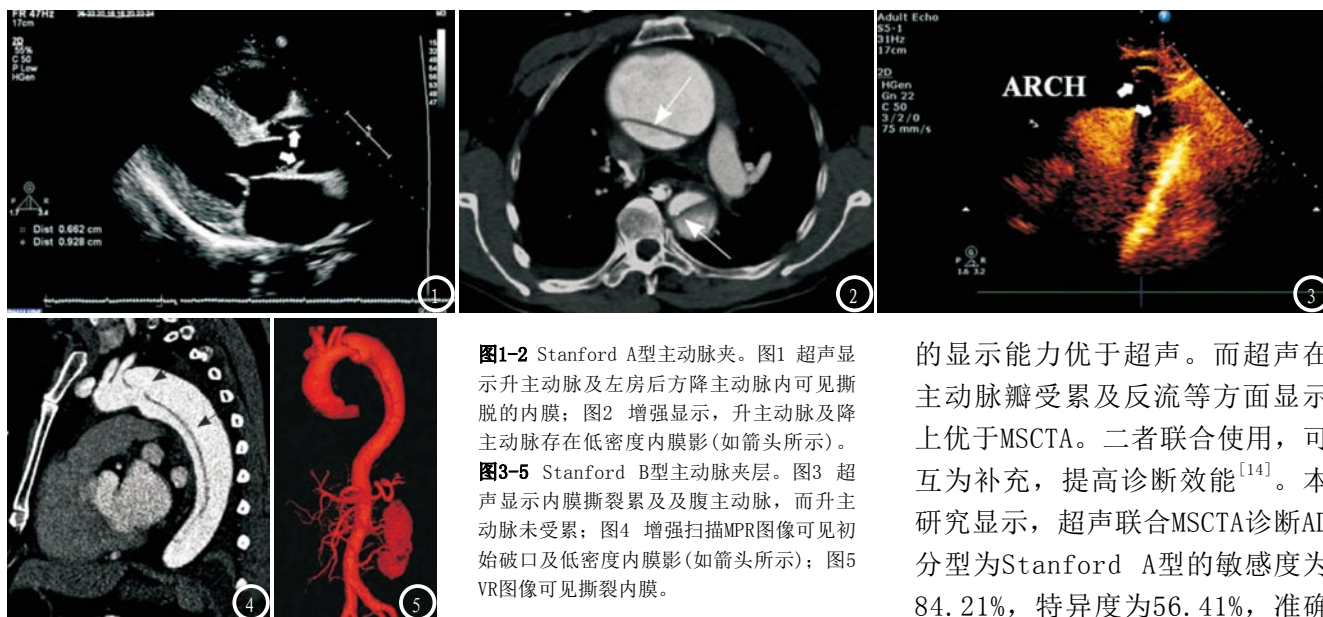 FR 47Hz
17cm
2D
55%
C 50
P Low
HGen
M3
P R
Dist 0.662 cm
Dist 0.928 cm
1
2
Adult Echo
S5-1
31Hz
17cm
2D
HGen
Gn 22
C 50
3/2/0
75 mm/s
ARCH
G
P R
1.6 3.2
3
4
5
图1-2 Stanford A型主动脉夹。图1 超声显
示升主动脉及左房后方降主动脉内可见撕
脱的内膜；图2 增强显示，升主动脉及降
主动脉存在低密度内膜影(如箭头所示)。
图3-5 Stanford B型主动脉夹层。图3 超
声显示内膜撕裂累及及腹主动脉，而升主
动脉未受累；图4 增强扫描MPR图像可见初
始破口及低密度内膜影(如箭头所示)；图5
VR图像可见撕裂内膜。
的显示能力优于超声。而超声在
主动脉瓣受累及反流等方面显示
上优于MSCTA。二者联合使用，可
互为补充，提高诊断效能[14]。本
研究显示，超声联合MSCTA诊断AD
分型为Stanford A型的敏感度为
84.21%，特异度为56.41%，准确